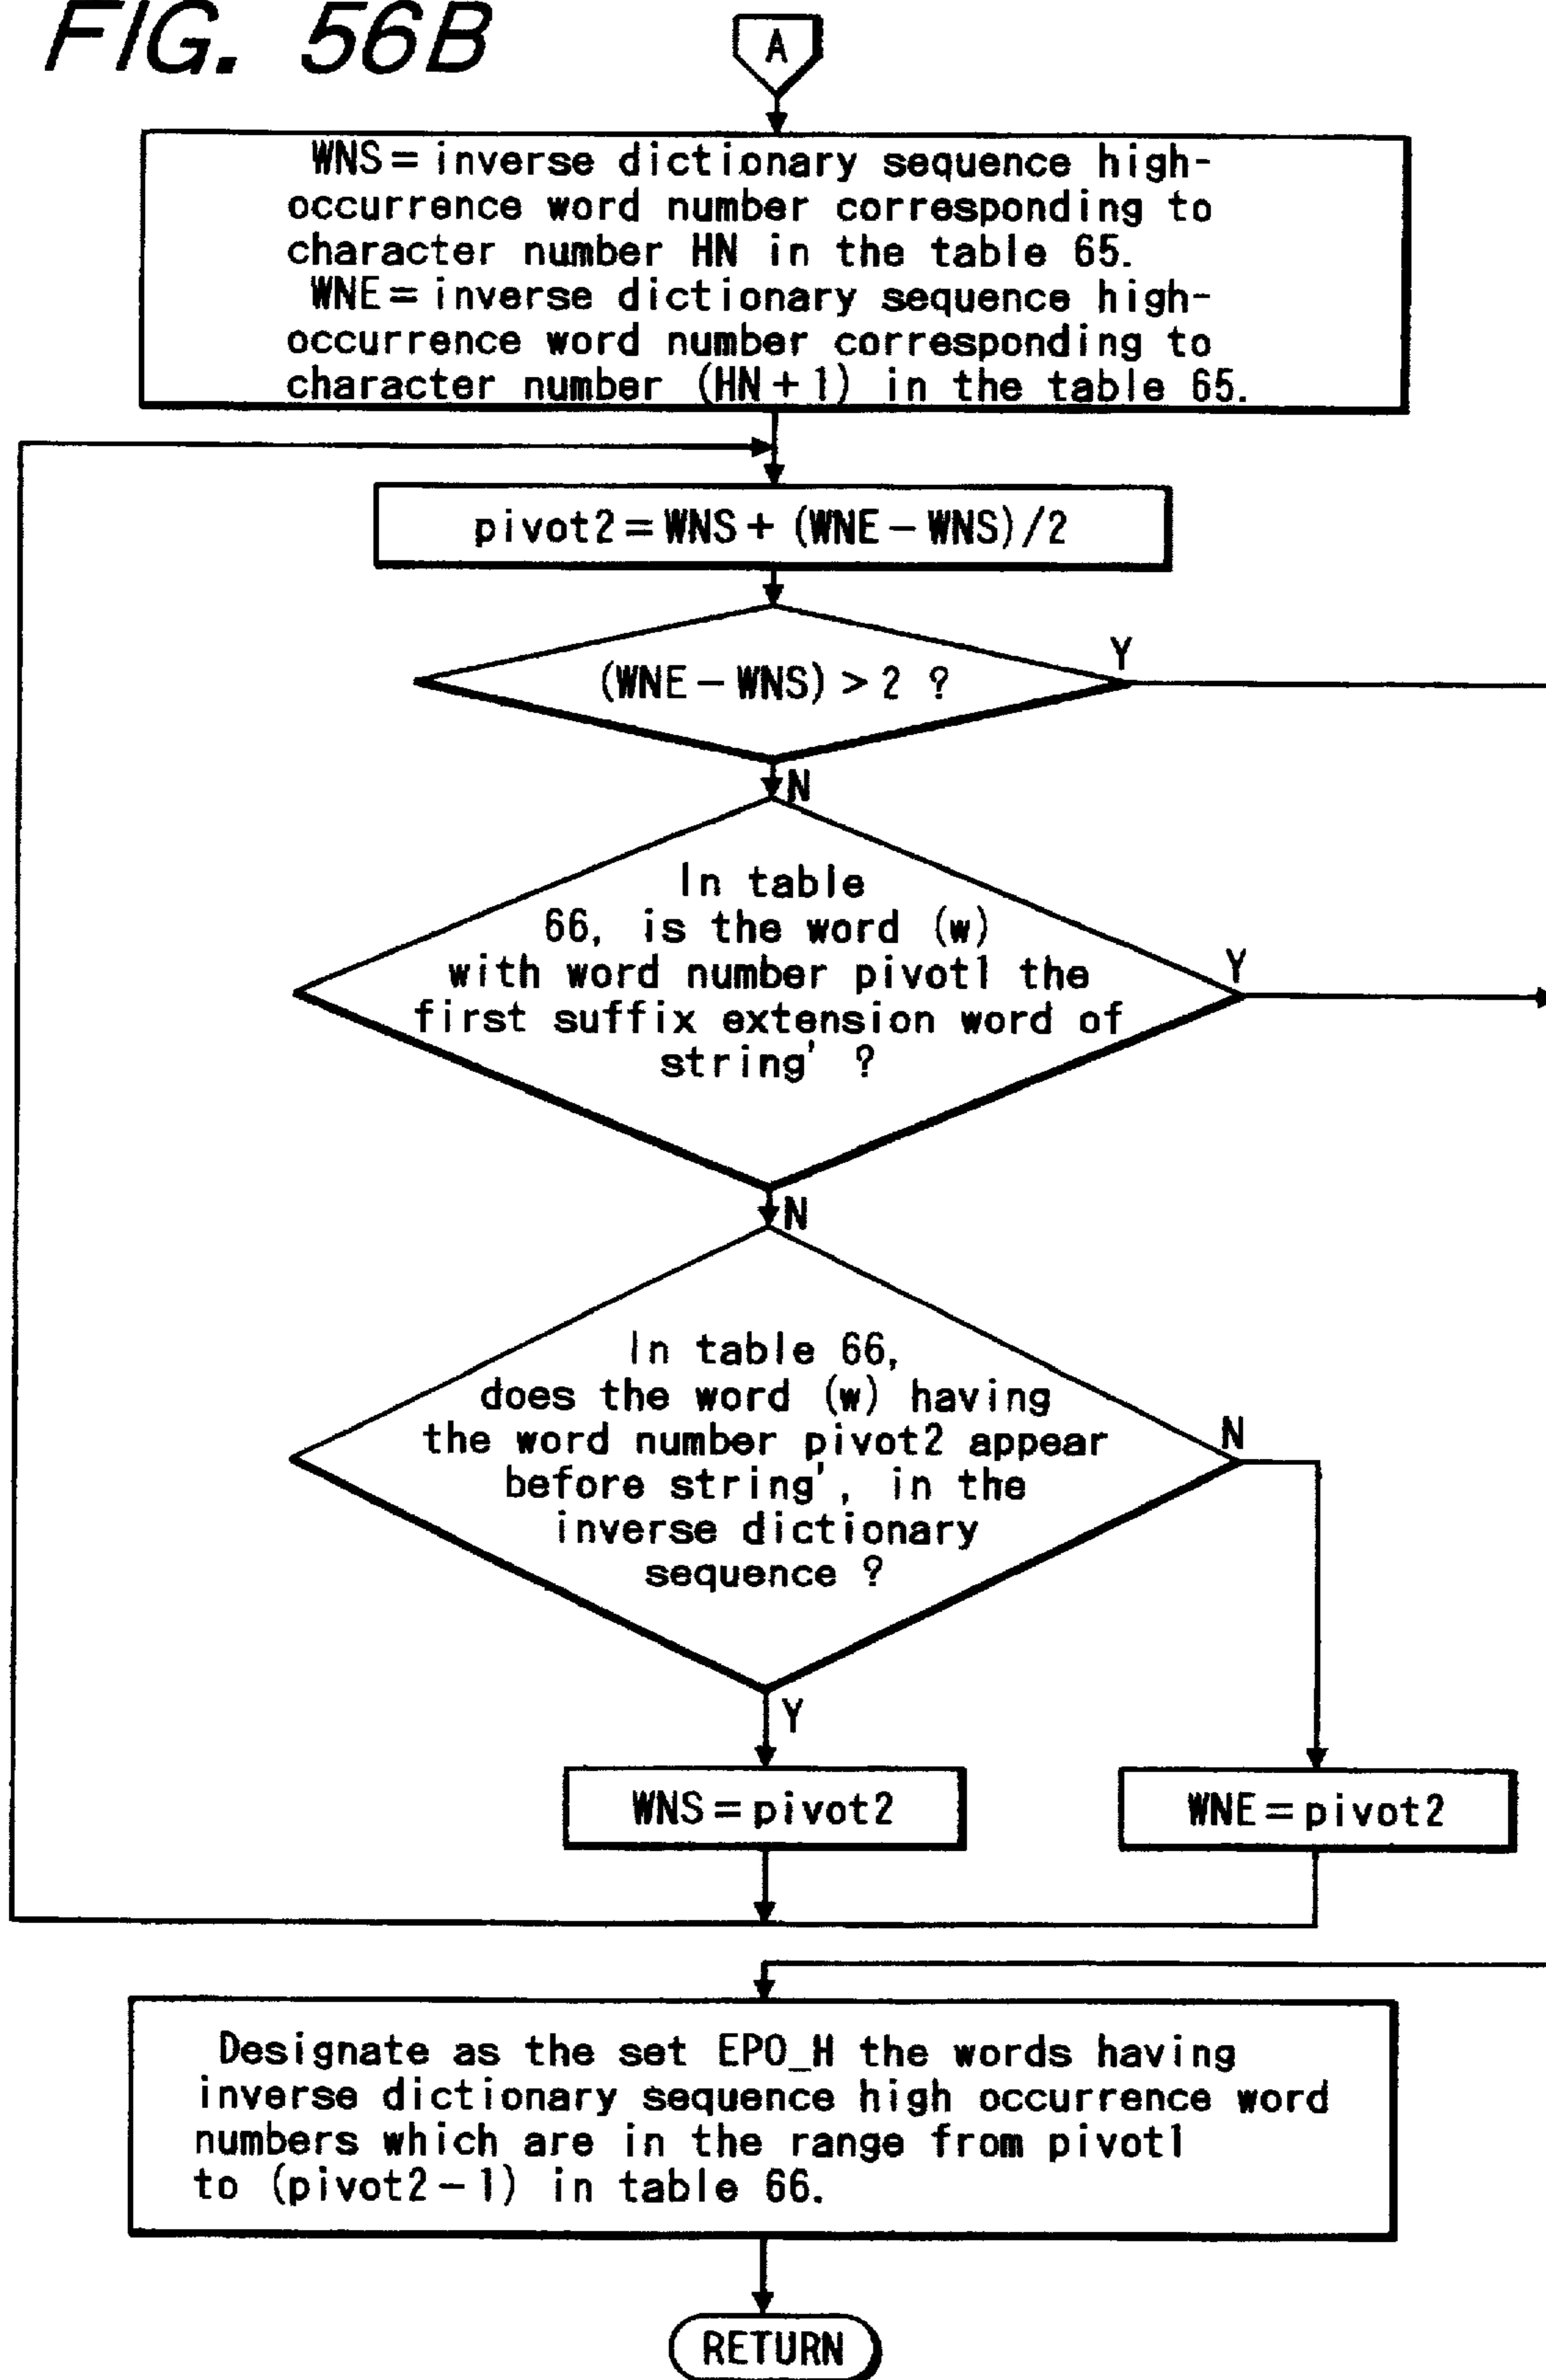 FIG. 56B
A
WNS = inverse dictionary sequence high-
occurrence word number corresponding to
character number HN in the table 65.
WNE = inverse dictionary sequence high-
occurrence word number corresponding to
character number (HN + 1) in the table 65.
pivot2 = WNS + (WNE - WNS)/2
(WNE - WNS) > 2 ?
Y
N
In table
66, is the word (w)
with word number pivot1 the
first suffix extension word of
string' ?
Y
N
In table 66,
does the word (w) having
the word number pivot2 appear
before string', in the
inverse dictionary
sequence ?
N
Y
WNS = pivot2
WNE = pivot2
Designate as the set EPO_H the words having
inverse dictionary sequence high occurrence word
numbers which are in the range from pivot1
to (pivot2 - 1) in table 66.
RETURN